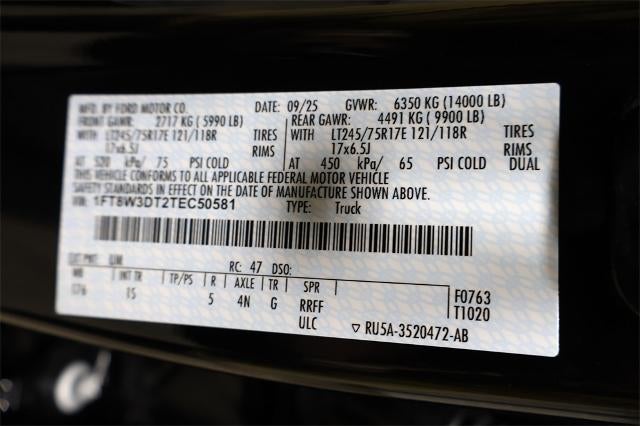 MFD. BY FORD MOTOR CO. DATE: 09/25 GVWR: 6350 KG (14000 LB)
FRONT GAWR: 2717 KG (5990 LB) REAR GAWR: 4491 KG (9900 LB)
WITH LT245/75R17E 121/118R TIRES WITH LT245/75R17E 121/118R TIRES
17x6.5J RIMS 17x6.5J RIMS
AT 520 kPa/ 75 PSI COLD AT 450 kPa/ 65 PSI COLD DUAL
THIS VEHICLE CONFORMS TO ALL APPLICABLE FEDERAL MOTOR VEHICLE
SAFETY STANDARDS IN EFFECT ON THE DATE OF MANUFACTURE SHOWN ABOVE.
VIN: 1FT8W3DT2TEC50581 TYPE: Truck
EXT PNT: UM RC: 47 DSO:
WB INT TR TP/PS R AXLE TR SPR
176 TS 5 4N G RRFF
ULC
F0763
T1020
▽ RU5A-3520472-AB